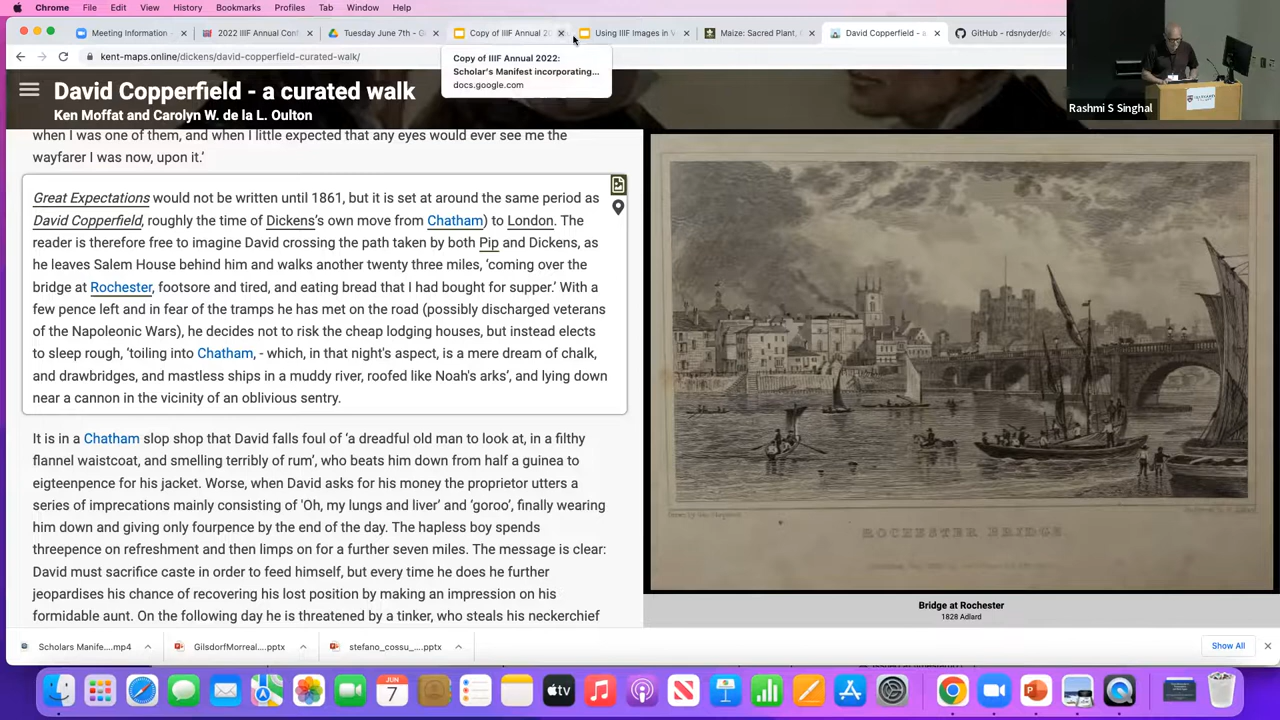 Chrome File Edit View History Bookmarks Profiles Tab Window Help
Meeting Information - 2022 IIIF Annual Conf Tuesday June 7th - G Copy of IIIF Annual 20 Using IIIF Images in V Maize: Sacred Plant, David Copperfield - a GitHub - rdsnyder/de
kent-maps.online/dickens/david-copperfield-curated-walk/
Copy of IIIF Annual 2022:
Scholar's Manifest incorporating...
docs.google.com
Rashmi S Singhal
David Copperfield - a curated walk
Ken Moffat and Carolyn W. de la L. Oulton
when I was one of them, and when I little expected that any eyes would ever see me the
wayfarer I was now, upon it.'
Great Expectations would not be written until 1861, but it is set at around the same period as
David Copperfield, roughly the time of Dickens's own move from Chatham) to London. The
reader is therefore free to imagine David crossing the path taken by both Pip and Dickens, as
he leaves Salem House behind him and walks another twenty three miles, 'coming over the
bridge at Rochester, footsore and tired, and eating bread that I had bought for supper.' With a
few pence left and in fear of the tramps he has met on the road (possibly discharged veterans
of the Napoleonic Wars), he decides not to risk the cheap lodging houses, but instead elects
to sleep rough, 'toiling into Chatham, - which, in that night's aspect, is a mere dream of chalk,
and drawbridges, and mastless ships in a muddy river, roofed like Noah's arks', and lying down
near a cannon in the vicinity of an oblivious sentry.
It is in a Chatham slop shop that David falls foul of 'a dreadful old man to look at, in a filthy
flannel waistcoat, and smelling terribly of rum', who beats him down from half a guinea to
eigteenpence for his jacket. Worse, when David asks for his money the proprietor utters a
series of imprecations mainly consisting of 'Oh, my lungs and liver' and 'goroo', finally wearing
him down and giving only fourpence by the end of the day. The hapless boy spends
threepence on refreshment and then limps on for a further seven miles. The message is clear:
David must sacrifice caste in order to feed himself, but every time he does he further
jeopardises his chance of recovering his lost position by making an impression on his
formidable aunt. On the following day he is threatened by a tinker, who steals his neckerchief
ROCHESTER BRIDGE.
Bridge at Rochester
1828 Adlard
Scholars Manife....mp4 GilsdorfMorreal....pptx stefano_cossu_....pptx Show All
JUN
7
tv